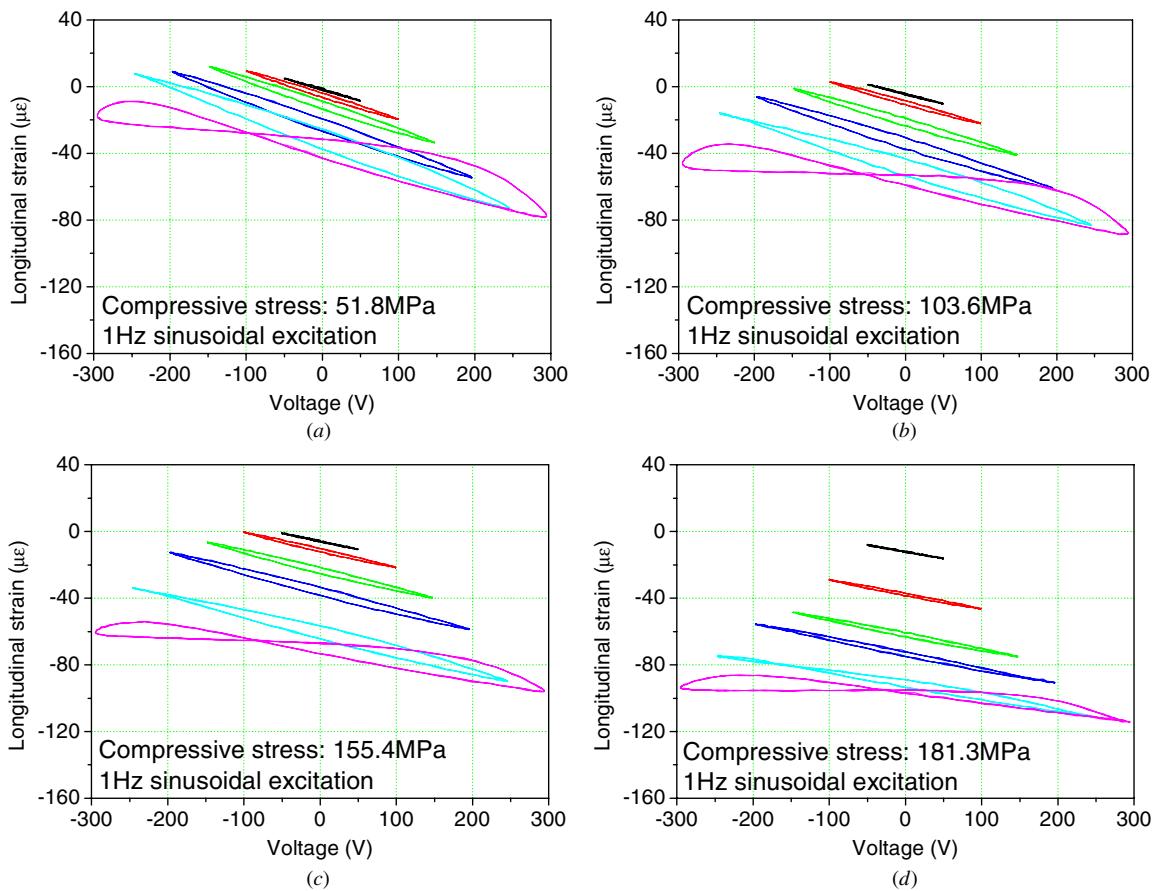 40
0
-40
-80
-120
-160
Longitudinal strain (με)
Compressive stress: 51.8MPa
1Hz sinusoidal excitation
-300 -200 -100 0 100 200 300
Voltage (V)
(a)
40
0
-40
-80
-120
-160
Longitudinal strain (με)
Compressive stress: 103.6MPa
1Hz sinusoidal excitation
-300 -200 -100 0 100 200 300
Voltage (V)
(b)
40
0
-40
-80
-120
-160
Longitudinal strain (με)
Compressive stress: 155.4MPa
1Hz sinusoidal excitation
-300 -200 -100 0 100 200 300
Voltage (V)
(c)
40
0
-40
-80
-120
-160
Longitudinal strain (με)
Compressive stress: 181.3MPa
1Hz sinusoidal excitation
-300 -200 -100 0 100 200 300
Voltage (V)
(d)